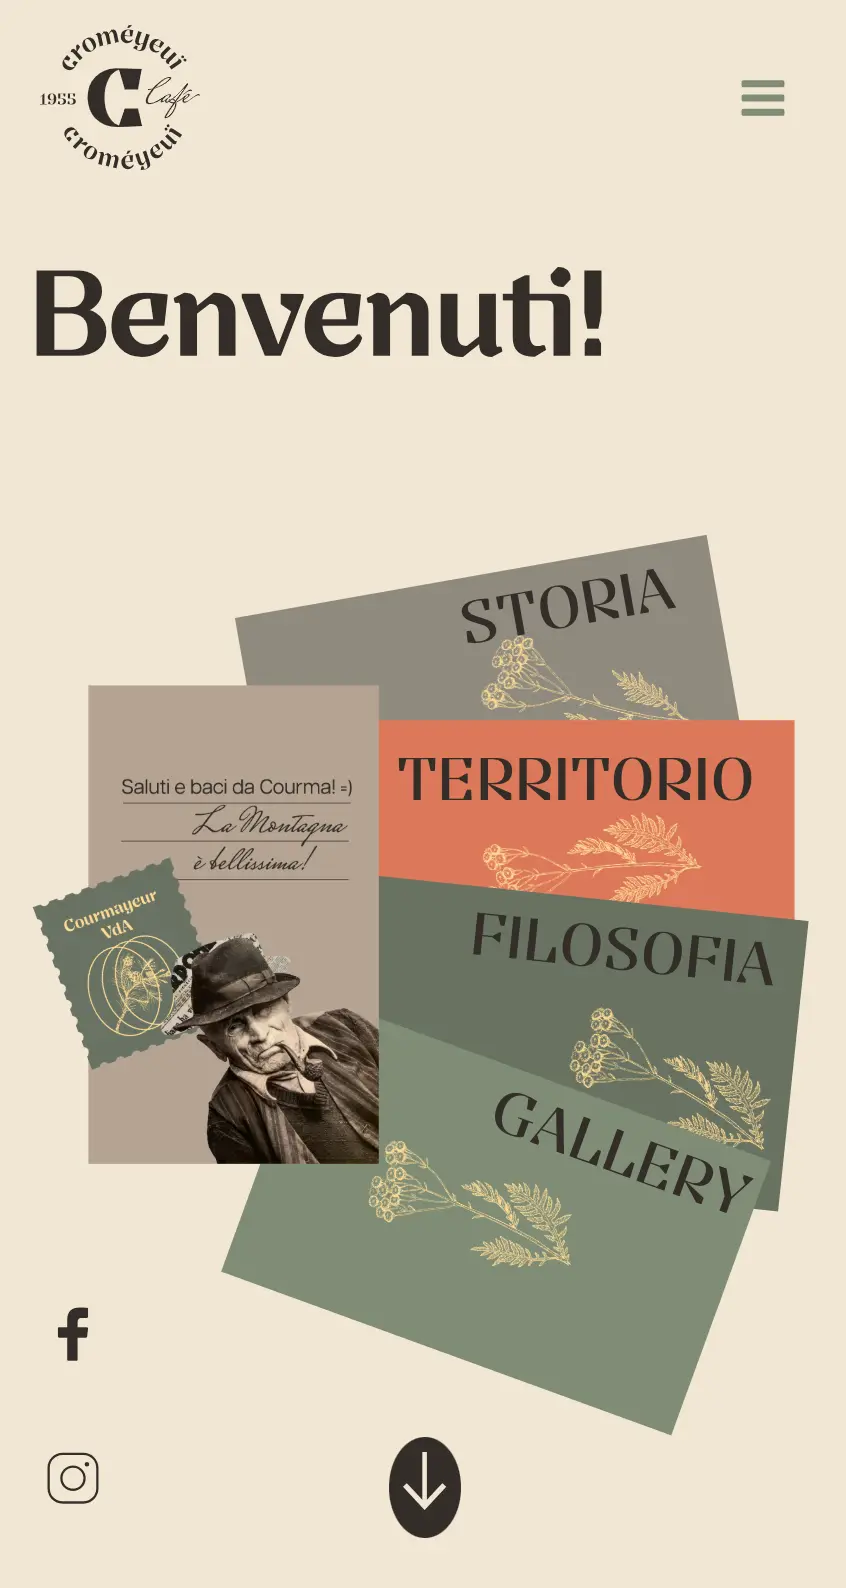 croméyeuï
1955 C Café
croméyeuï
Benvenuti!
STORIA
TERRITORIO
Saluti e baci da Courma! =)
La Montagna
è bellissima!
Courmayeur
VdA
FILOSOFIA
GALLERY